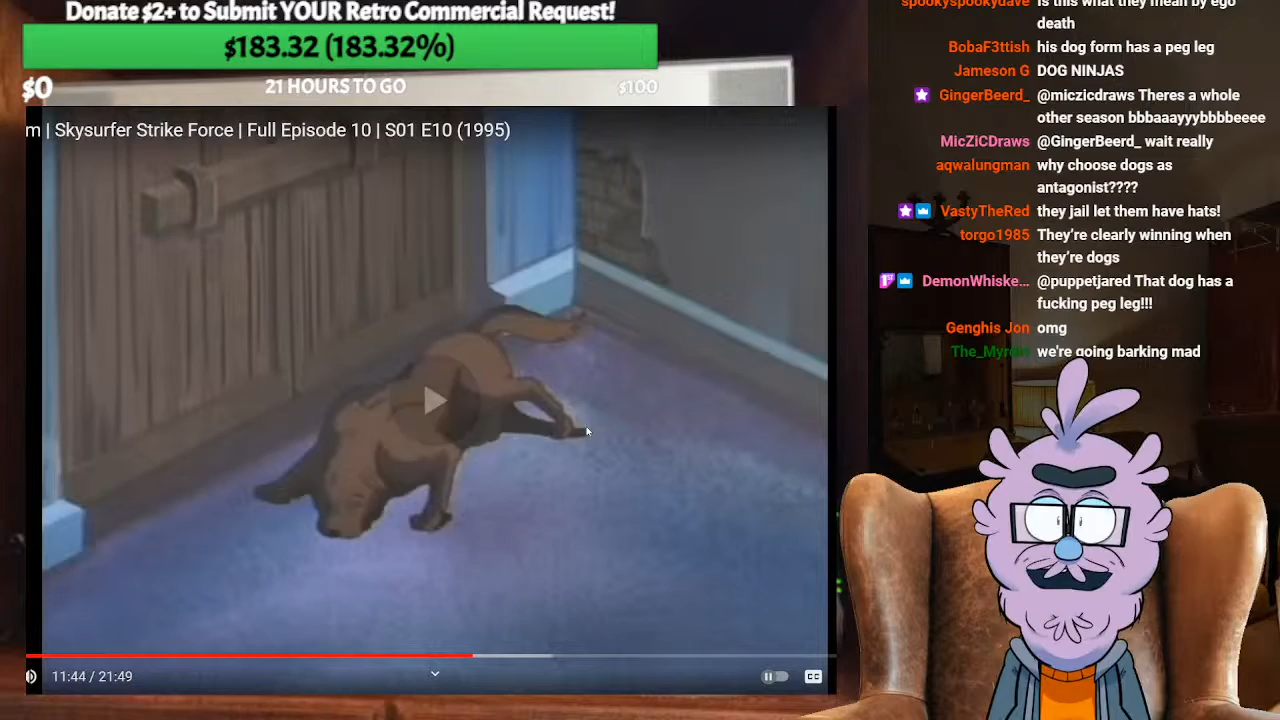 Donate $2+ to Submit YOUR Retro Commercial Request!
$183.32 (183.32%)
$0
21 HOURS TO GO
$100
m | Skysurfer Strike Force | Full Episode 10 | S01 E10 (1995)
11:44 / 21:49
CC
spookyspookydave Is this what they mean by ego
death
BobaF3ttish his dog form has a peg leg
Jameson G DOG NINJAS
GingerBeerd_ @miczicdraws Theres a whole
other season bbbaaayyybbbbeeee
MicZiCDraws @GingerBeerd_ wait really
aqwalungman why choose dogs as
antagonist????
1ST
VastyTheRed they jail let them have hats!
torgo1985 They're clearly winning when
they're dogs
DemonWhiske... @puppetjared That dog has a
fucking peg leg!!!
Genghis Jon omg
we're going barking mad